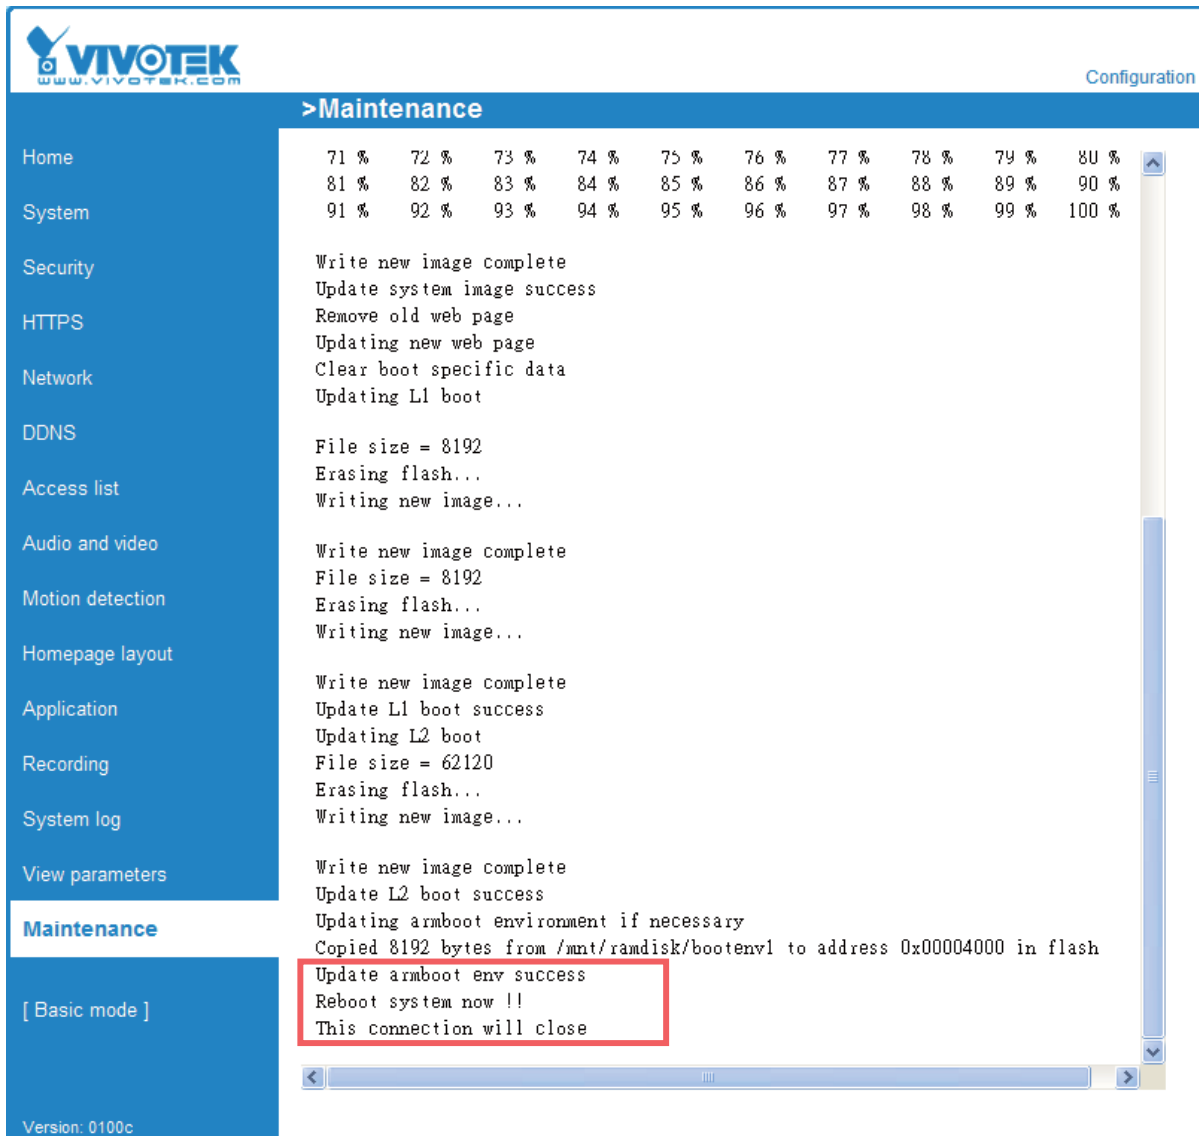 VIVOTEK
www.vivotek.com
Configuration
>Maintenance
Home
System
Security
HTTPS
Network
DDNS
Access list
Audio and video
Motion detection
Homepage layout
Application
Recording
System log
View parameters
Maintenance
[ Basic mode ]
Version: 0100c
71 % 72 % 73 % 74 % 75 % 76 % 77 % 78 % 79 % 80 %
81 % 82 % 83 % 84 % 85 % 86 % 87 % 88 % 89 % 90 %
91 % 92 % 93 % 94 % 95 % 96 % 97 % 98 % 99 % 100 %
Write new image complete
Update system image success
Remove old web page
Updating new web page
Clear boot specific data
Updating L1 boot
File size = 8192
Erasing flash...
Writing new image...
Write new image complete
File size = 8192
Erasing flash...
Writing new image...
Write new image complete
Update L1 boot success
Updating L2 boot
File size = 62120
Erasing flash...
Writing new image...
Write new image complete
Update L2 boot success
Updating armboot environment if necessary
Copied 8192 bytes from /mnt/ramdisk/bootenv1 to address 0x00004000 in flash
Update armboot env success
Reboot system now !!
This connection will close